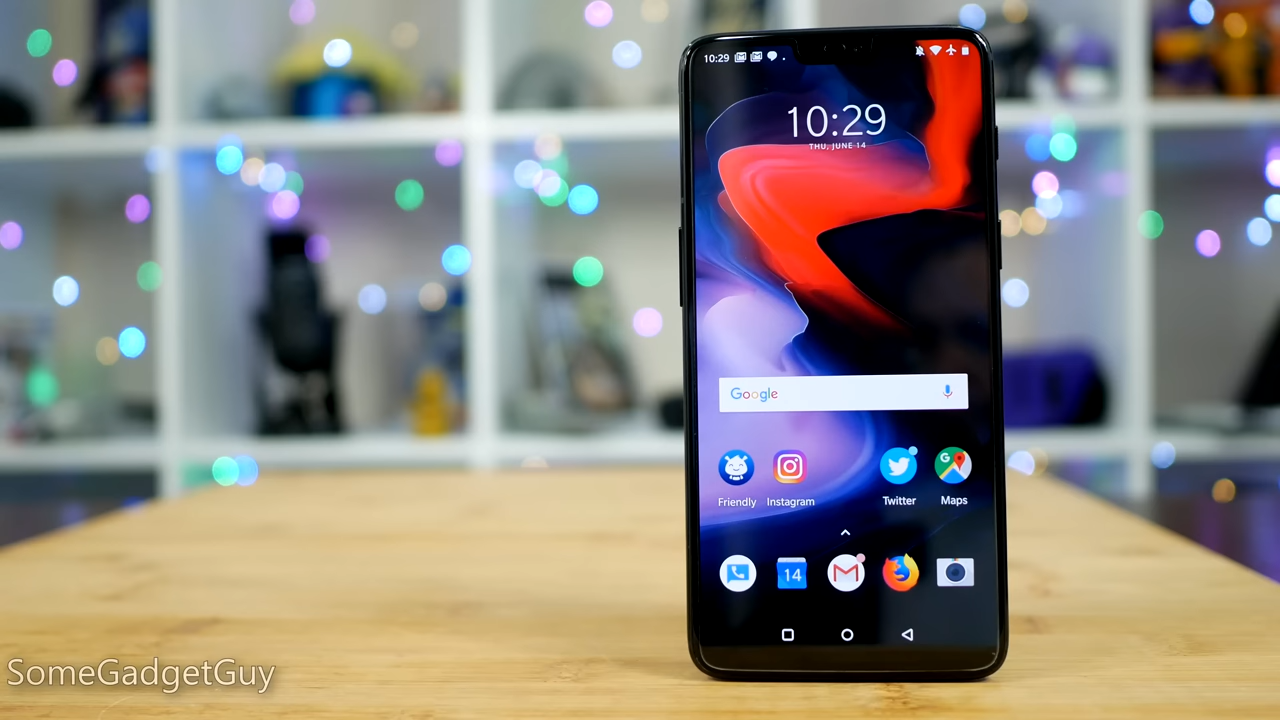 10:29
10:29
THU, JUNE 14
Google
Friendly Instagram Twitter Maps
14
SomeGadgetGuy